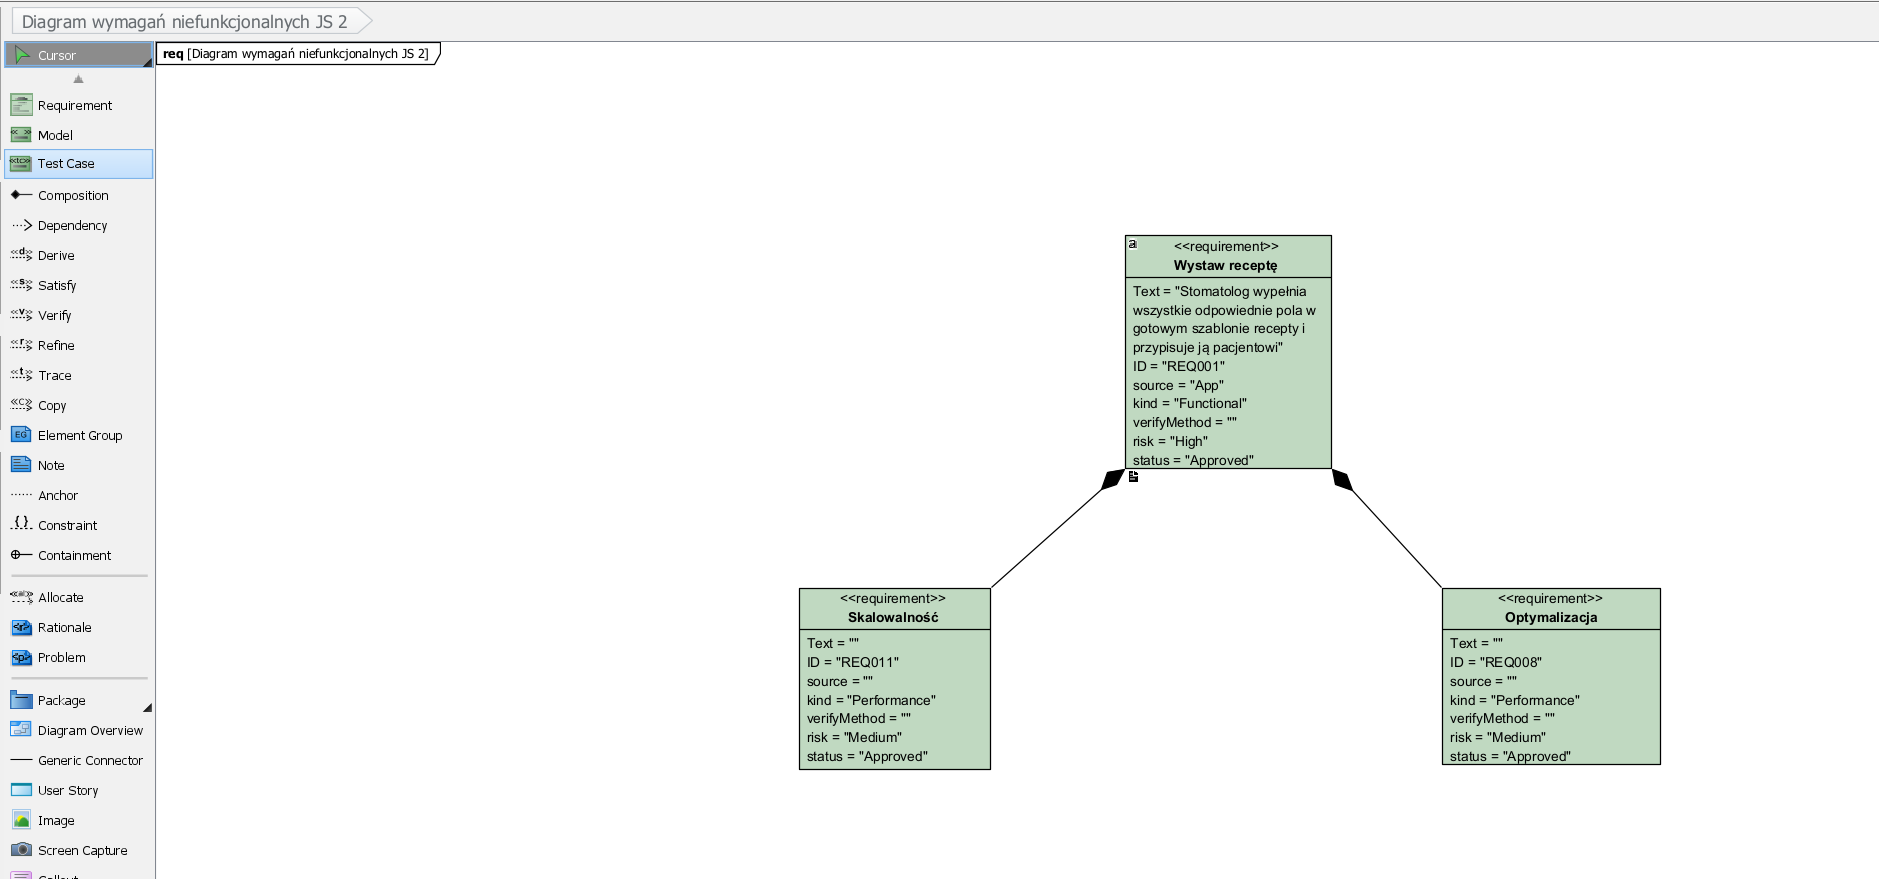 Diagram wymagań niefunkcjonalnych JS 2
Cursor
Requirement
Model
Test Case
Composition
Dependency
Derive
Satisfy
Verify
Refine
Trace
Copy
Element Group
Note
Anchor
Constraint
Containment
Allocate
Rationale
Problem
Package
Diagram Overview
Generic Connector
User Story
Image
Screen Capture
req [Diagram wymagań niefunkcjonalnych JS 2]
<<requirement>>
Wystaw receptę
Text = "Stomatolog wypełnia
wszystkie odpowiednie pola w
gotowym szablonie recepty i
przypisuje ją pacjentowi"
ID = "REQ001"
source = "App"
kind = "Functional"
verifyMethod = ""
risk = "High"
status = "Approved"
<<requirement>>
Skalowalność
Text = ""
ID = "REQ011"
source = ""
kind = "Performance"
verifyMethod = ""
risk = "Medium"
status = "Approved"
<<requirement>>
Optymalizacja
Text = ""
ID = "REQ008"
source = ""
kind = "Performance"
verifyMethod = ""
risk = "Medium"
status = "Approved"